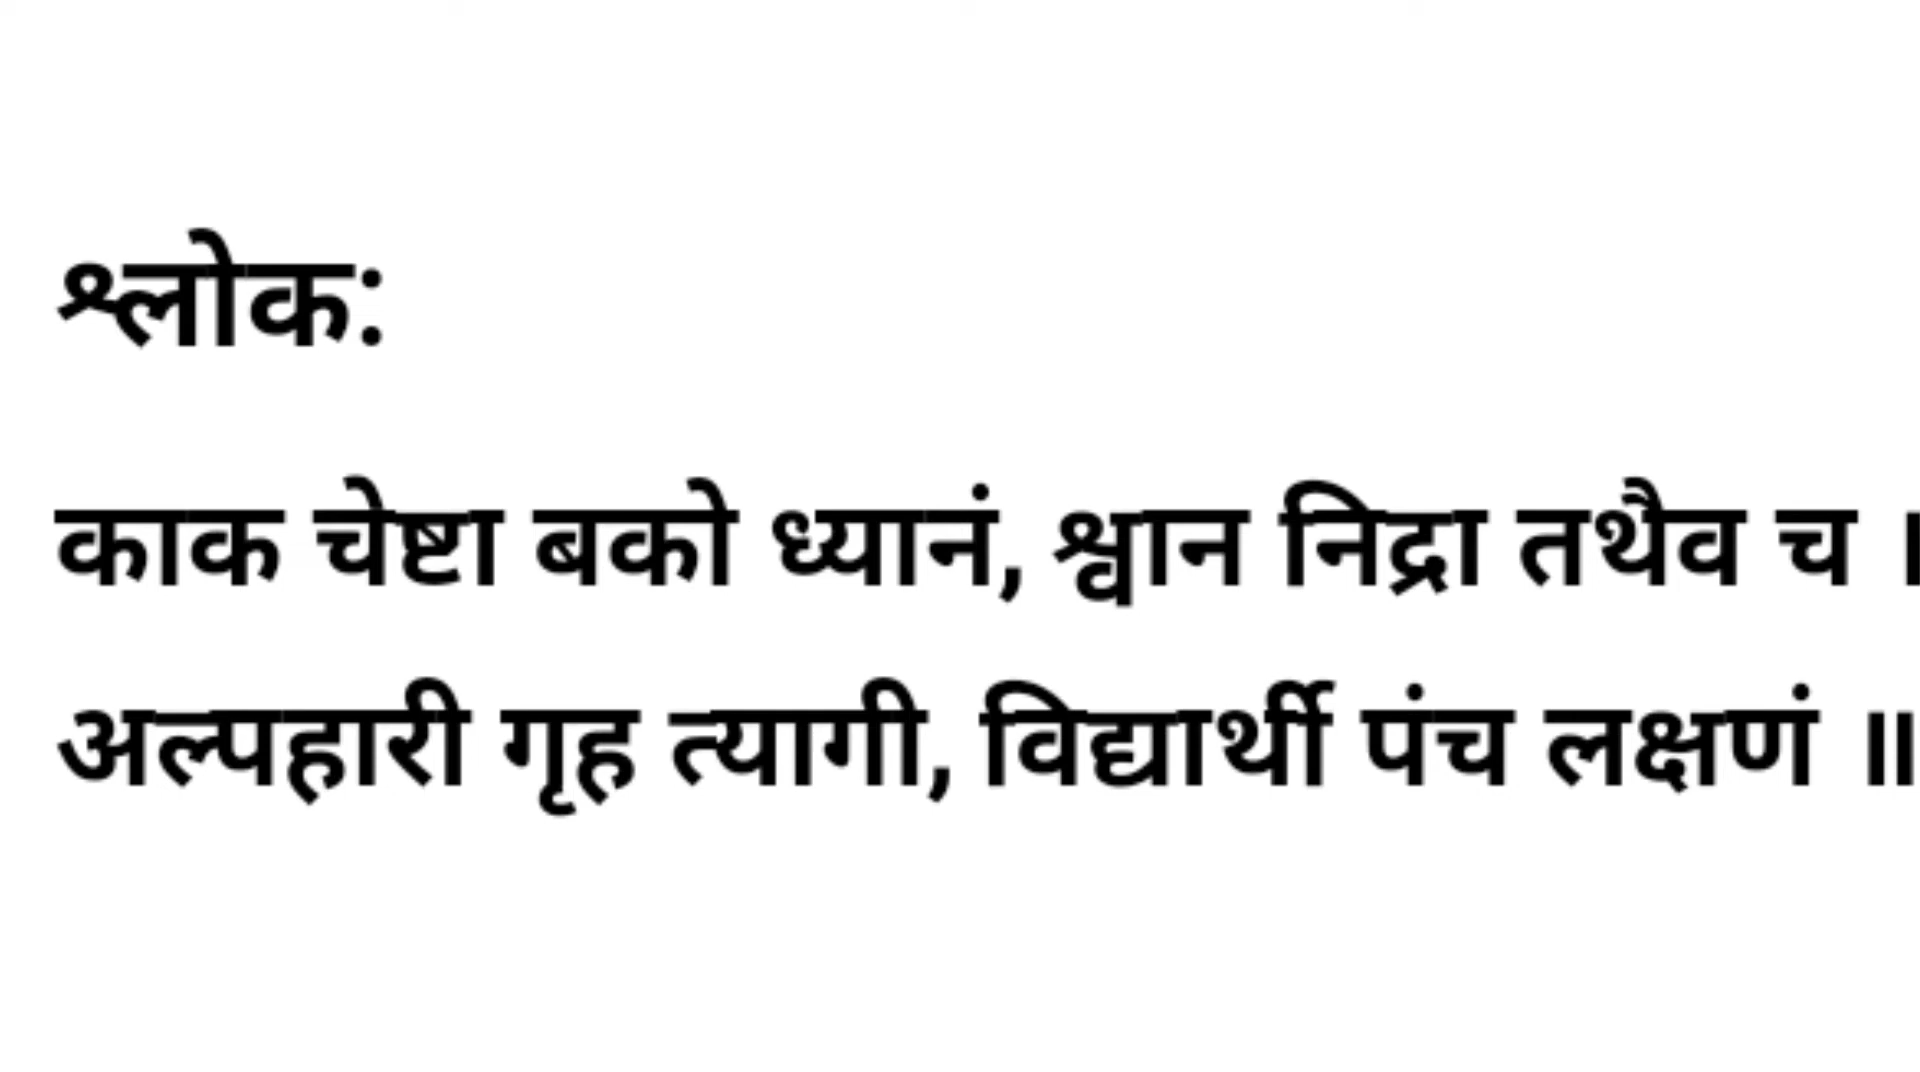 श्लोक:
काक चेष्टा बको ध्यानं, श्वान निद्रा तथैव च ।
अल्पहारी गृह त्यागी, विद्यार्थी पंच लक्षणं ॥